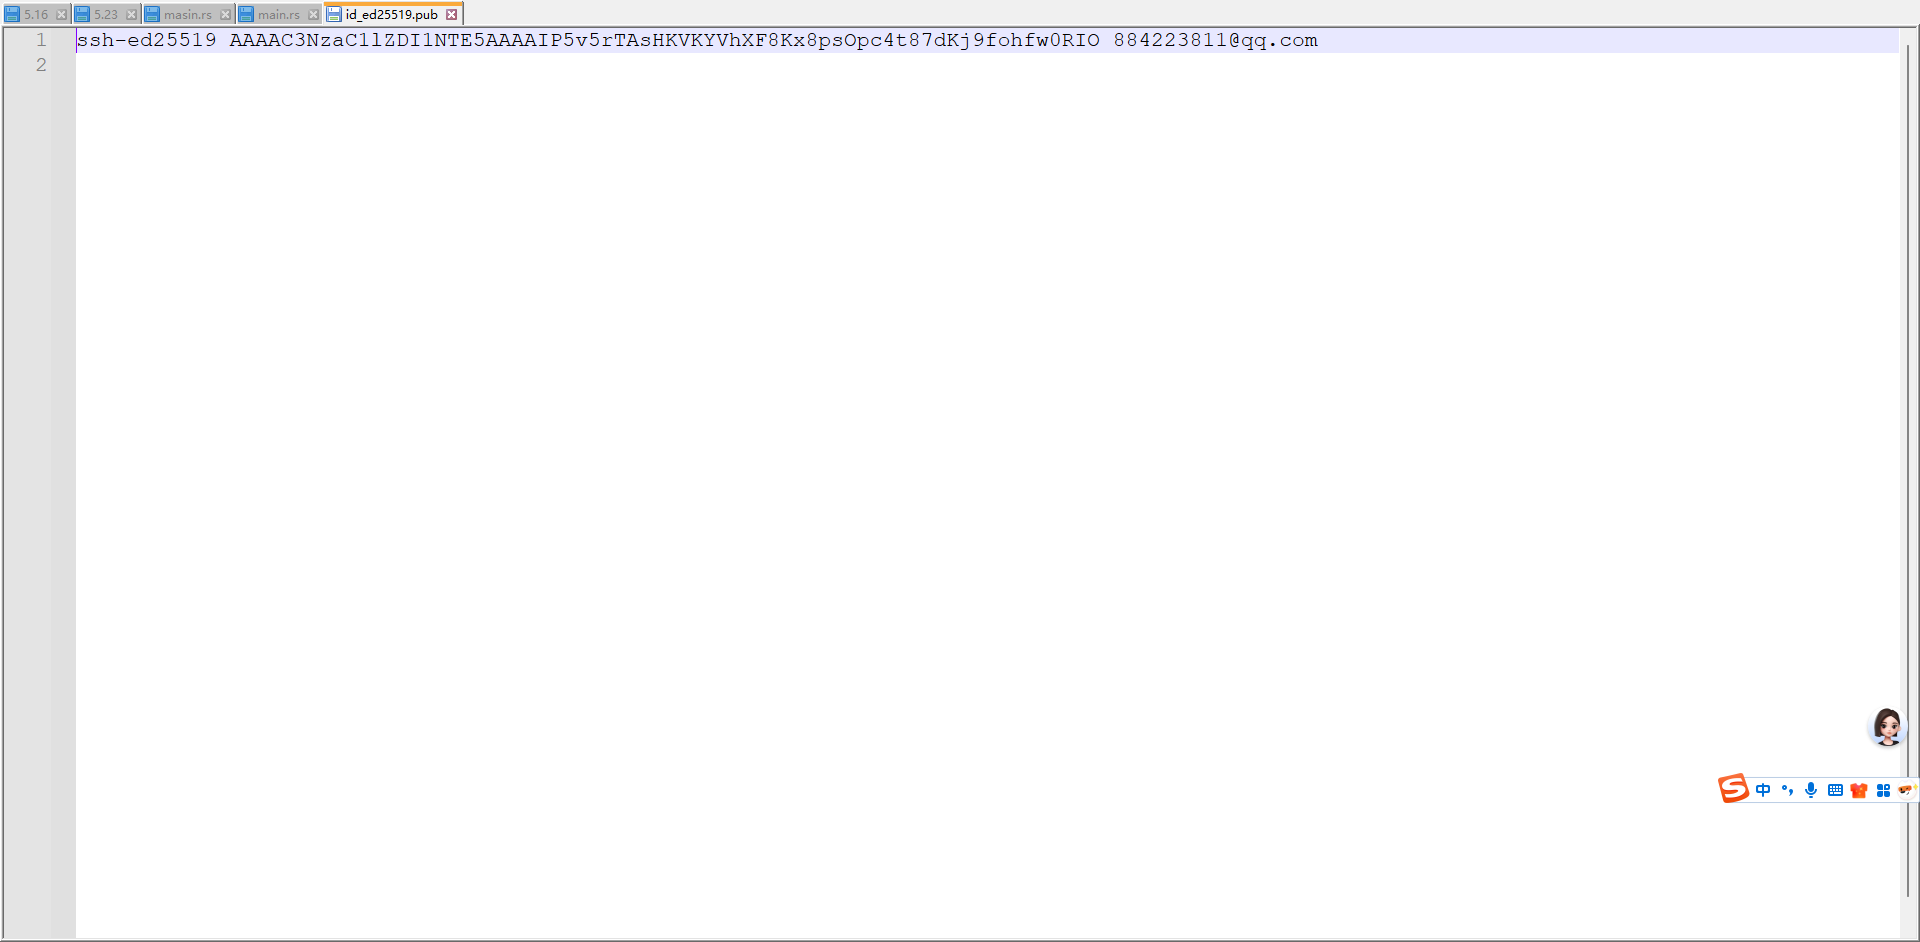 5.16 5.23 masin.rs main.rs id_ed25519.pub
1 ssh-ed25519 AAAAC3NzaC1lZDI1NTE5AAAAIP5v5rTAsHKVKYVhXF8Kx8psOpc4t87dKj9fohfw0RIO 884223811@qq.com
2
S 中